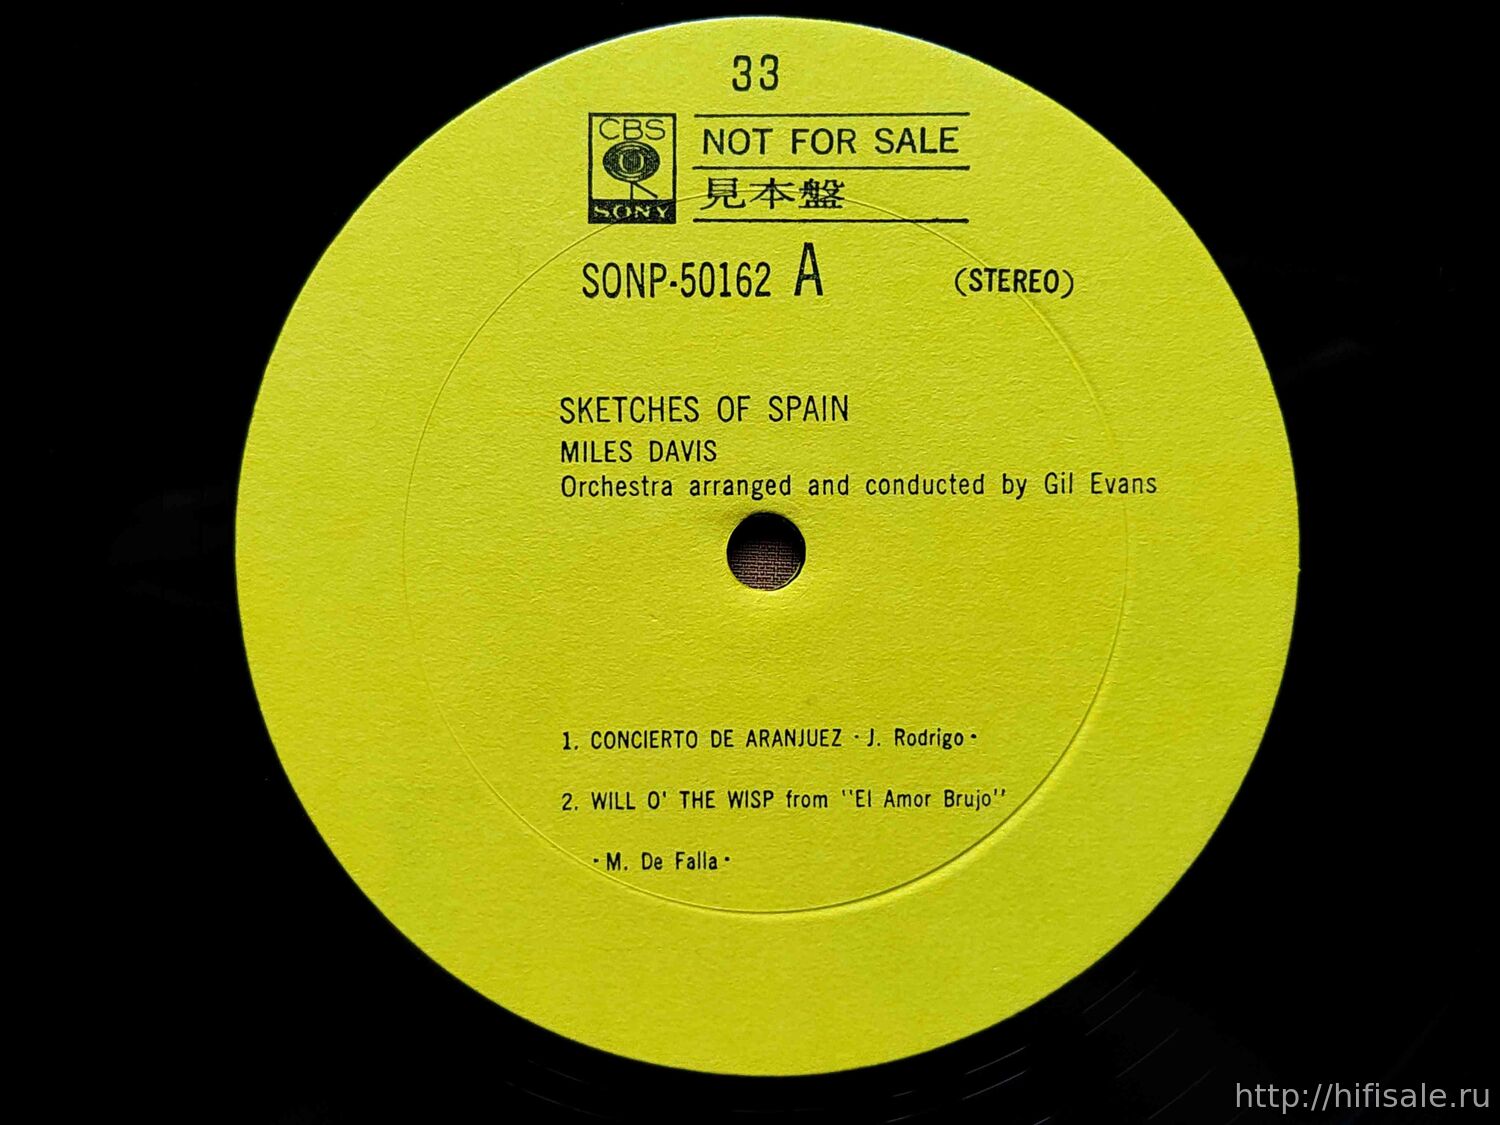 33
CBS
SONY
NOT FOR SALE
見本盤
SONP-50162 A (STEREO)
SKETCHES OF SPAIN
MILES DAVIS
Orchestra arranged and conducted by Gil Evans
1. CONCIERTO DE ARANJUEZ · J. Rodrigo ·
2. WILL O' THE WISP from "El Amor Brujo"
· M. De Falla ·
http://hifisale.ru